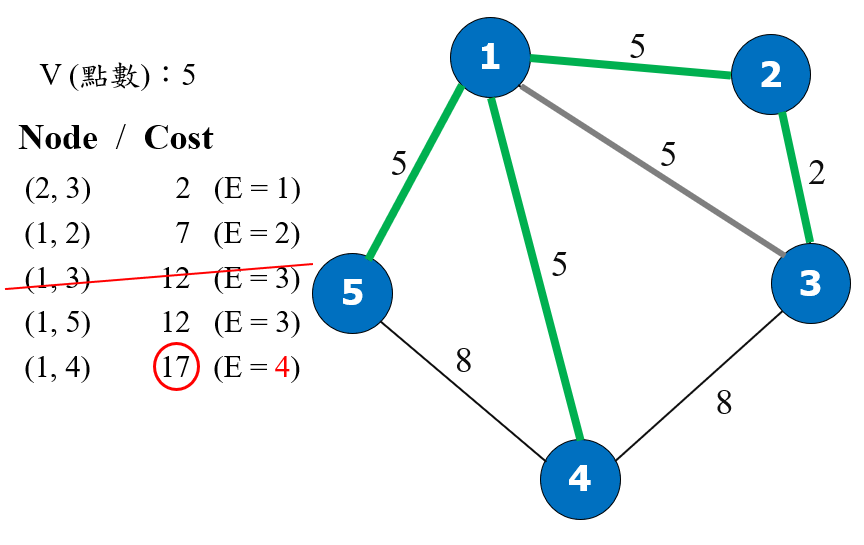 V (點數)：5
Node / Cost
(2, 3) 2 (E = 1)
(1, 2) 7 (E = 2)
(1, 3) 12 (E = 3)
(1, 5) 12 (E = 3)
(1, 4) 17 (E = 4)
1
5
2
5
5
2
5
3
5
8
8
4